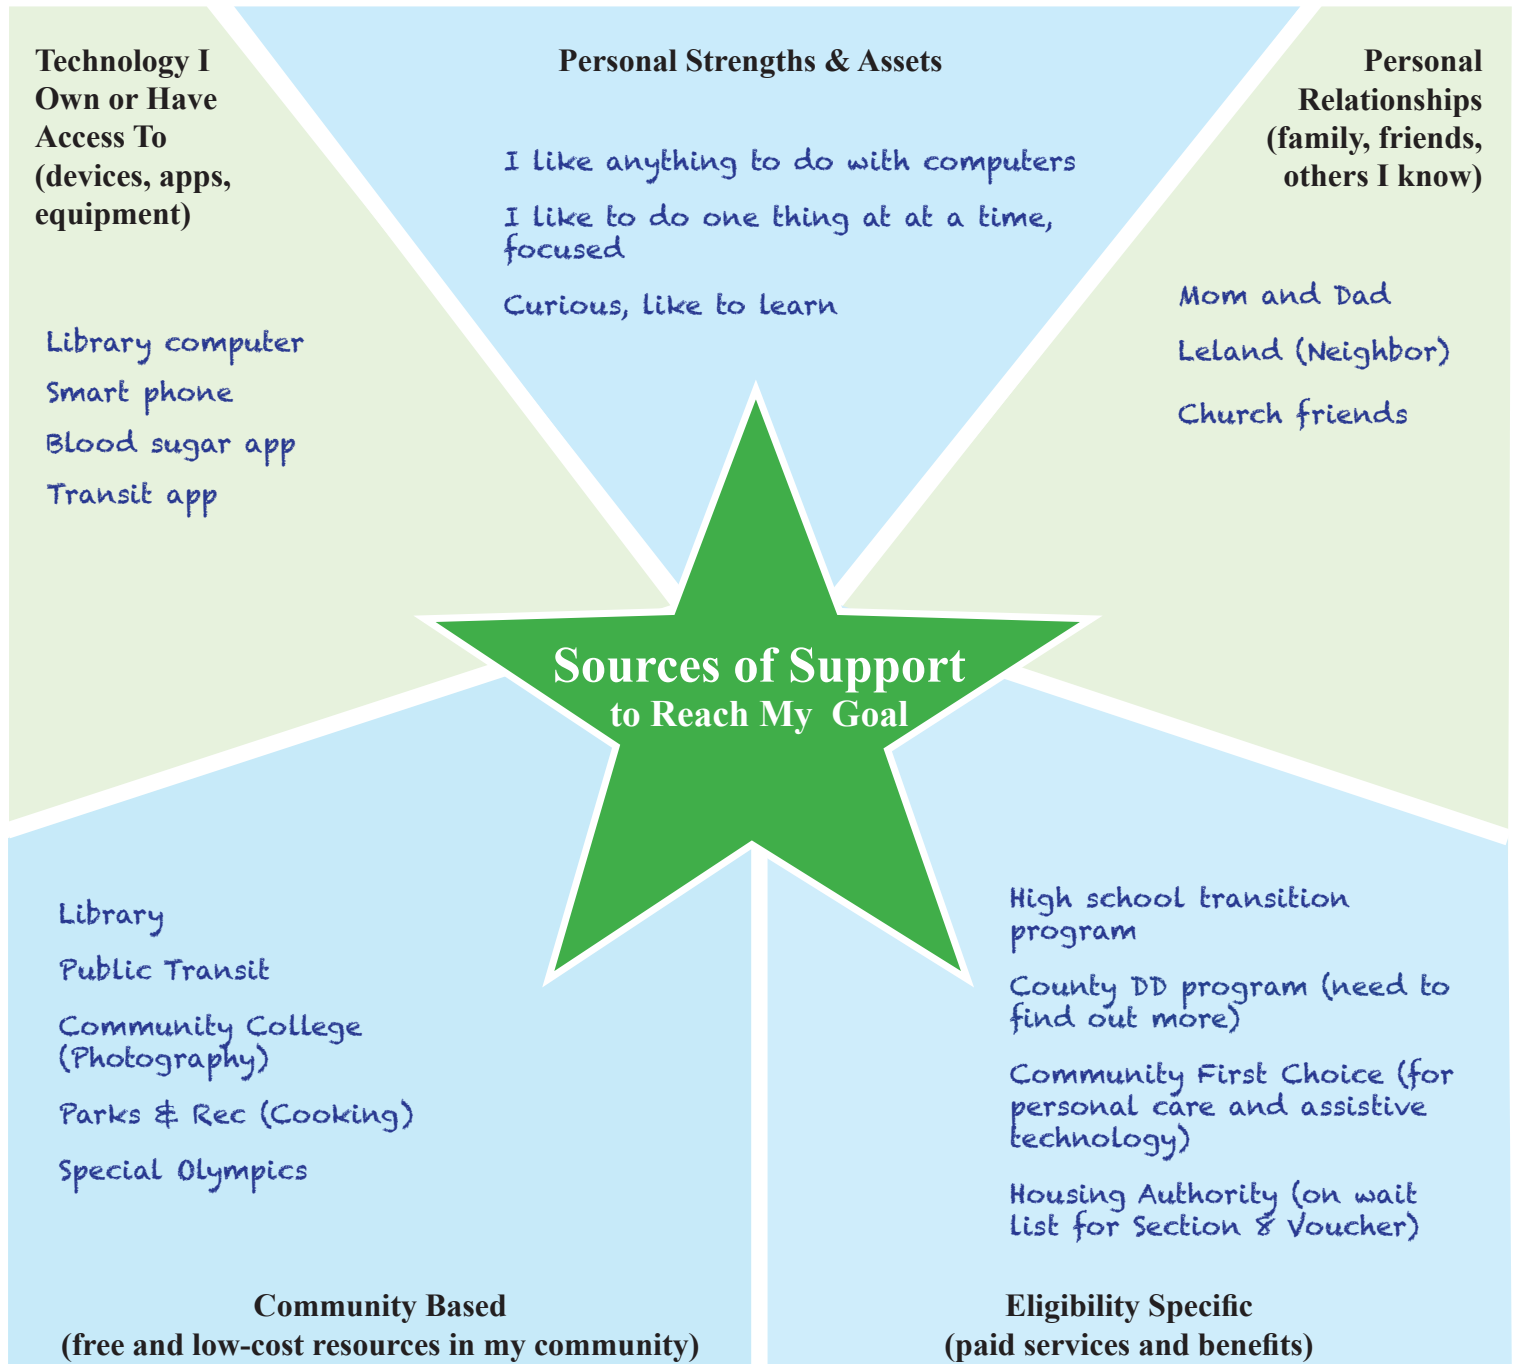 Technology I
Own or Have
Access To
(devices, apps,
equipment)
Library computer
Smart phone
Blood sugar app
Transit app
Personal Strengths & Assets
I like anything to do with computers
I like to do one thing at at a time,
focused
Curious, like to learn
Personal
Relationships
(family, friends,
others I know)
Mom and Dad
Leland (Neighbor)
Church friends
Sources of Support
to Reach My Goal
Library
Public Transit
Community College
(Photography)
Parks & Rec (Cooking)
Special Olympics
Community Based
(free and low-cost resources in my community)
High school transition
program
County DD program (need to
find out more)
Community First Choice (for
personal care and assistive
technology)
Housing Authority (on wait
list for Section 8 Voucher)
Eligibility Specific
(paid services and benefits)